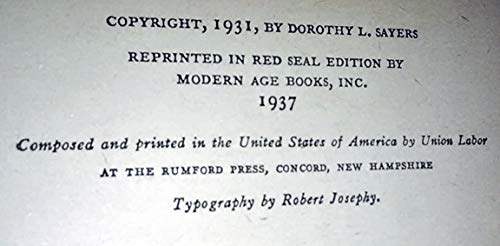 COPYRIGHT, 1931, BY DOROTHY L. SAYERS
REPRINTED IN RED SEAL EDITION BY
MODERN AGE BOOKS, INC.
1937
Composed and printed in the United States of America by Union Labor
AT THE RUMFORD PRESS, CONCORD, NEW HAMPSHIRE
Typography by Robert Josephy.